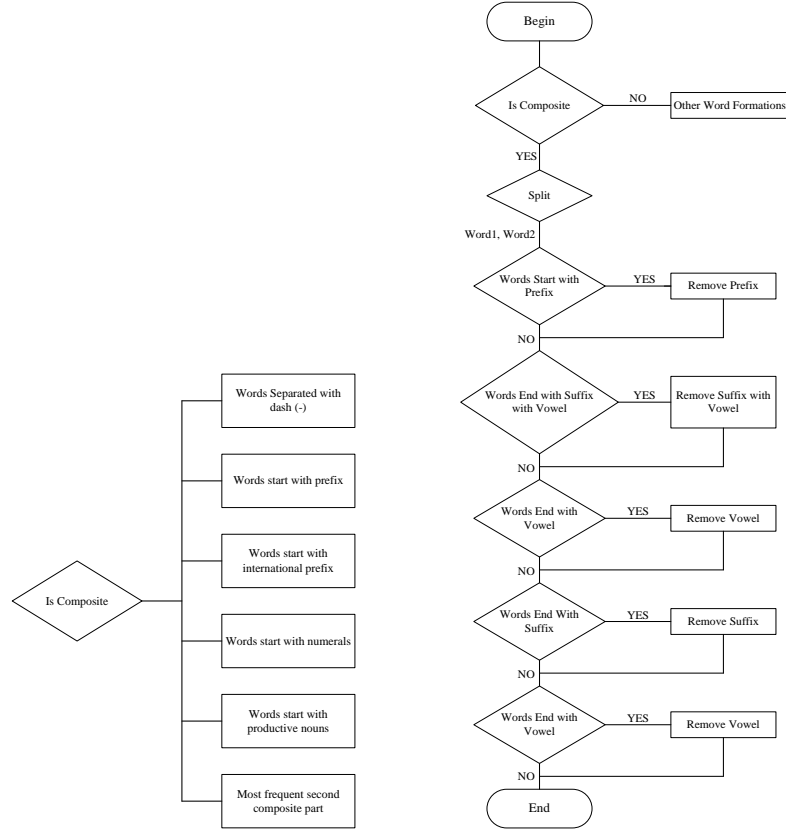 Begin
Is Composite
NO
Other Word Formations
YES
Split
Word1, Word2
Words Start with
Prefix
YES
Remove Prefix
NO
Words End with Suffix
with Vowel
YES
Remove Suffix with
Vowel
NO
Words End with
Vowel
YES
Remove Vowel
NO
Words End With
Suffix
YES
Remove Suffix
NO
Words End with
Vowel
YES
Remove Vowel
NO
End
Is Composite
Words Separated with
dash (-)
Words start with prefix
Words start with
international prefix
Words start with numerals
Words start with
productive nouns
Most frequent second
composite part